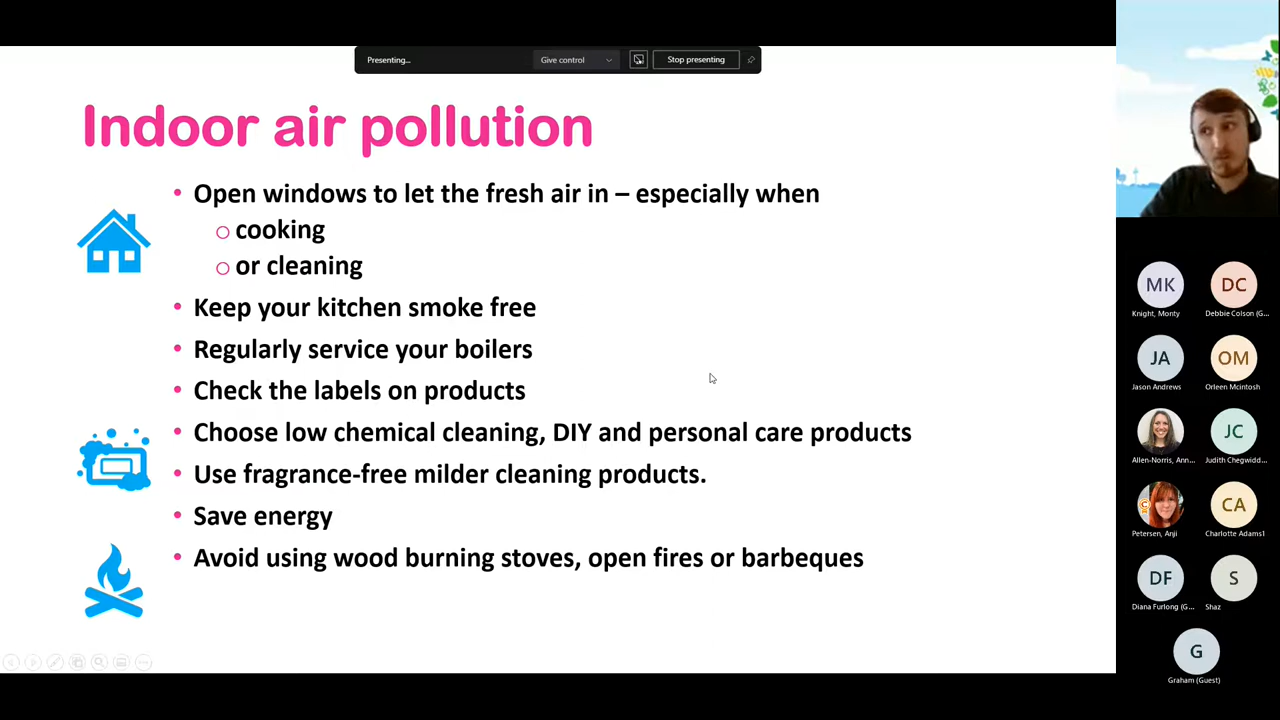 Presenting...
Give control
Stop presenting
Indoor air pollution
• Open windows to let the fresh air in – especially when
o cooking
o or cleaning
• Keep your kitchen smoke free
• Regularly service your boilers
• Check the labels on products
• Choose low chemical cleaning, DIY and personal care products
• Use fragrance-free milder cleaning products.
• Save energy
• Avoid using wood burning stoves, open fires or barbeques
MK
DC
Knight, Monty
Debbie Colson (G...
JA
OM
Jason Andrews
Orleen Mcintosh
JC
Allen-Norris, Ann...
Judith Chegwidd...
CA
Petersen, Anji
Charlotte Adams1
DF
S
Diana Furlong (G...
Shaz
G
Graham (Guest)